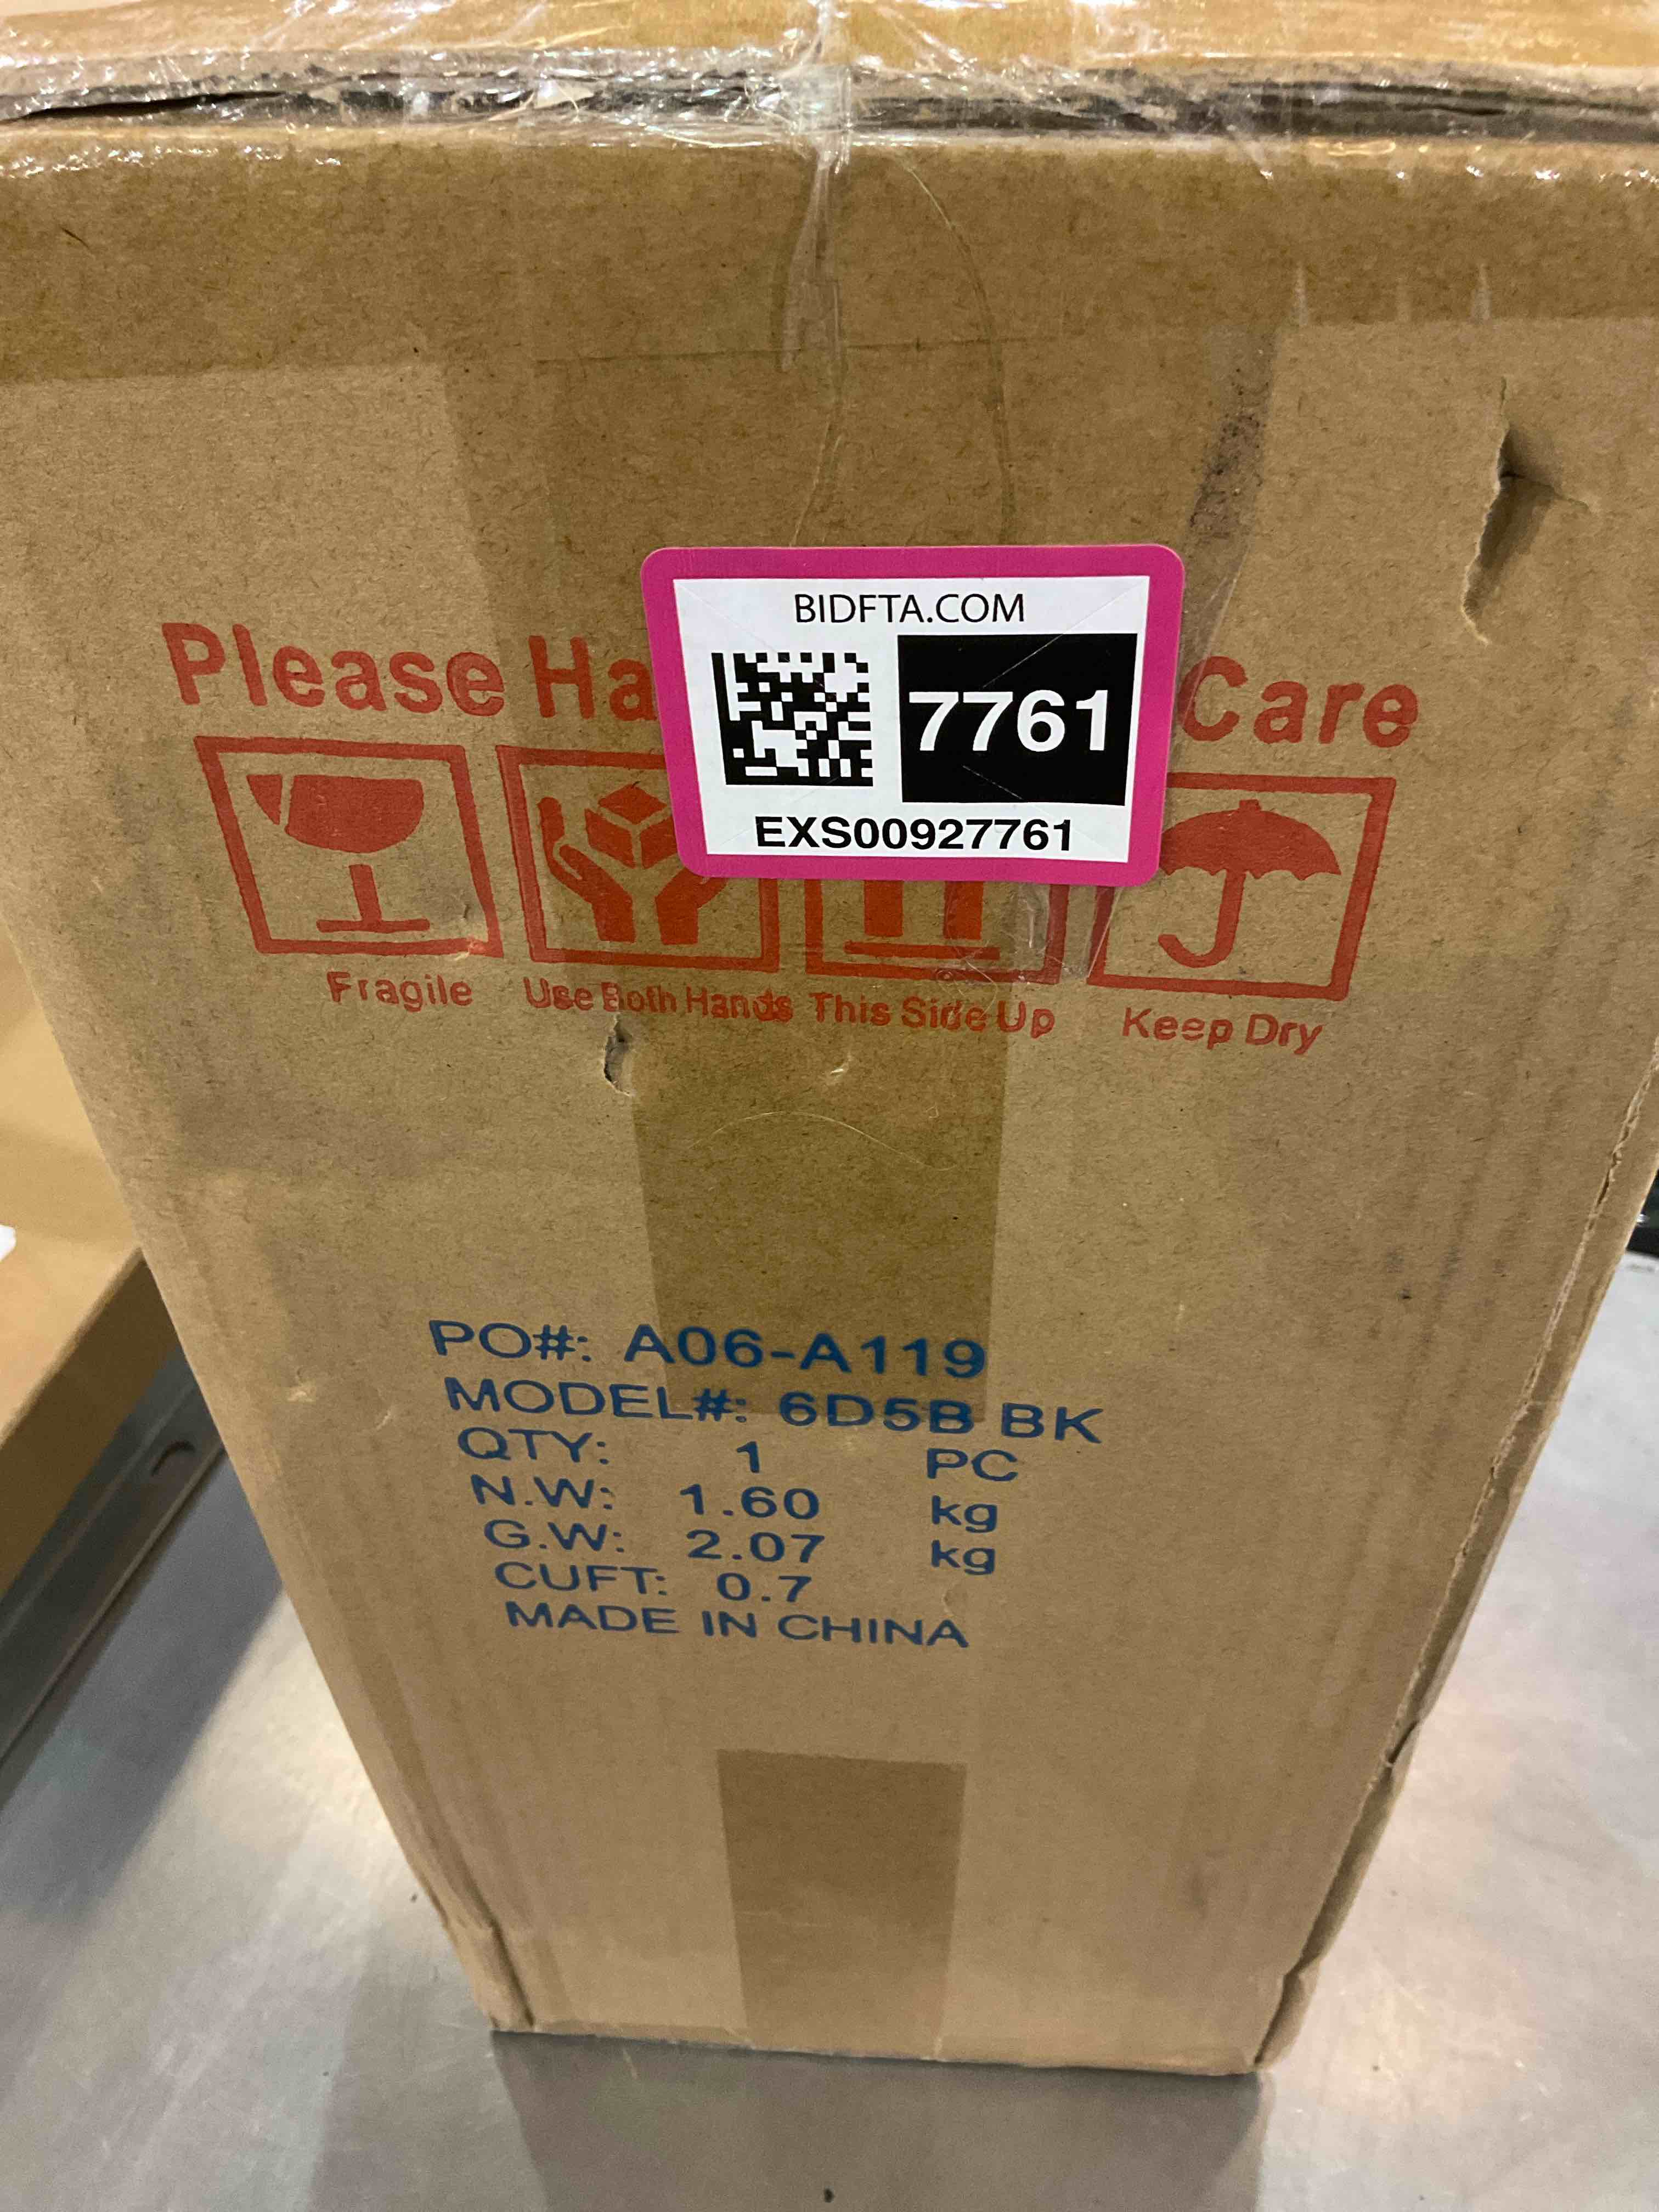 BIDFTA.COM
7761
EXS00927761
Please Ha Care
Fragile Use Both Hands This Side Up Keep Dry
PO#: A06-A119
MODEL#: 6D5B BK
QTY: 1 PC
N.W: 1.60 kg
G.W: 2.07 kg
CUFT: 0.7
MADE IN CHINA